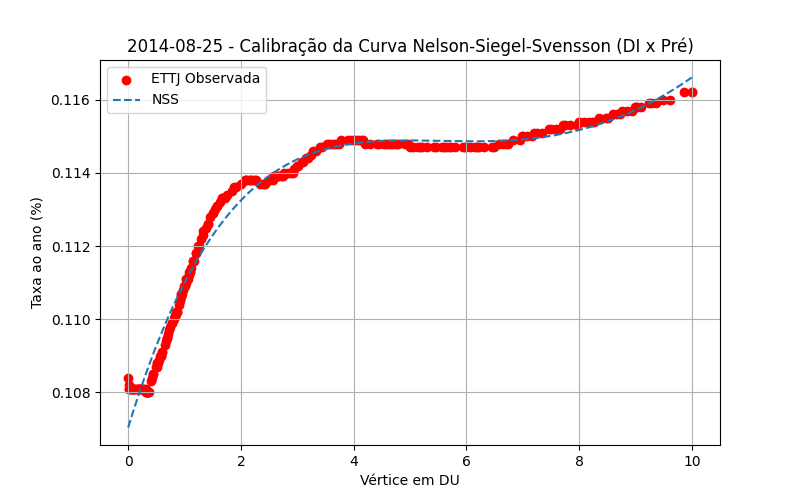 2014-08-25 - Calibração da Curva Nelson-Siegel-Svensson (DI x Pré)
ETTJ Observada
NSS
Taxa ao ano (%)
0.116
0.114
0.112
0.110
0.108
0 2 4 6 8 10
Vértice em DU